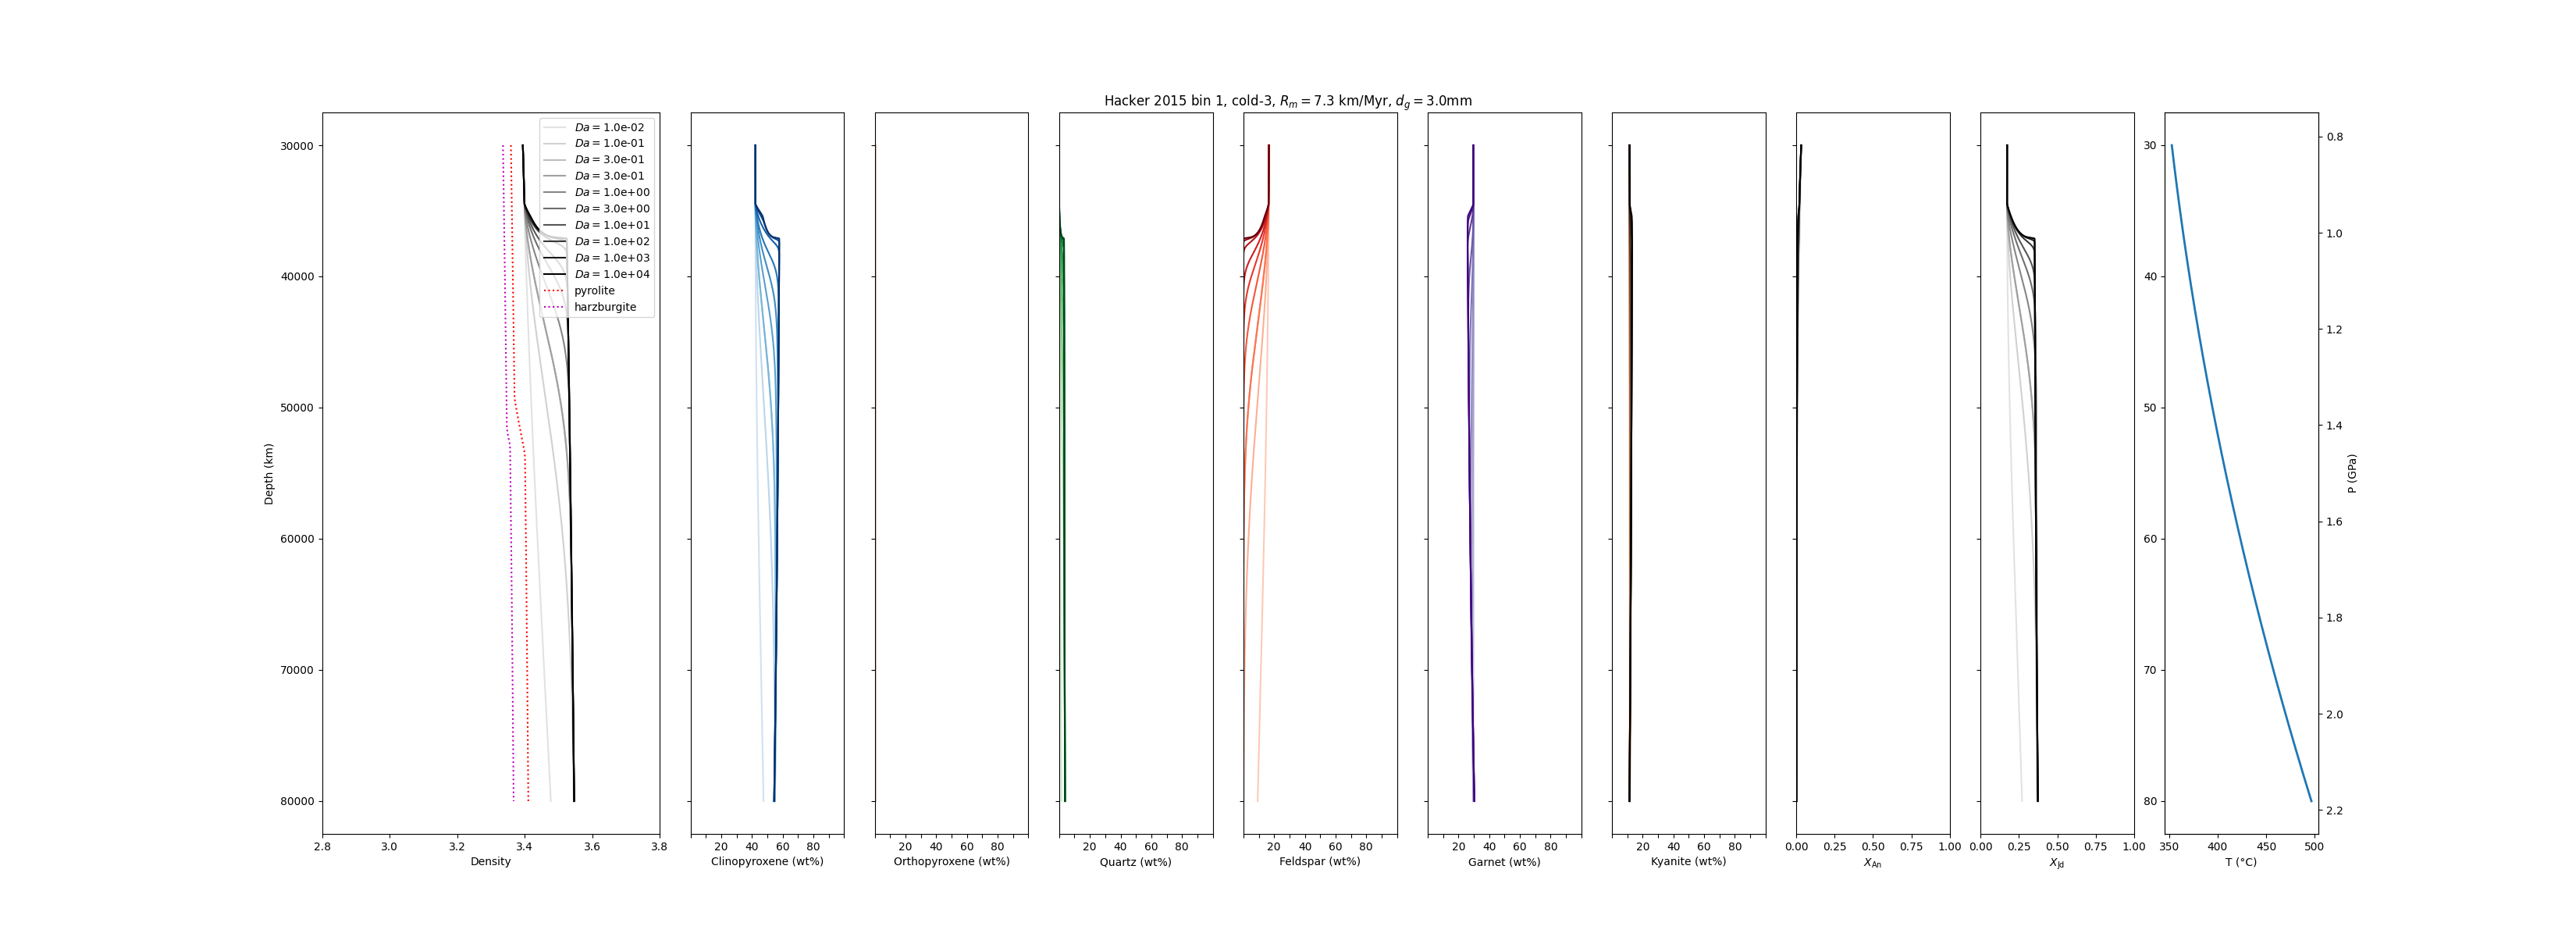 Hacker 2015 bin 1, cold-3, R_m = 7.3 km/Myr, d_g = 3.0mm
Da = 1.0e-02
Da = 1.0e-01
Da = 3.0e-01
Da = 3.0e-01
Da = 1.0e+00
Da = 3.0e+00
Da = 1.0e+01
Da = 1.0e+02
Da = 1.0e+03
Da = 1.0e+04
pyrolite
harzburgite
Depth (km)
30000
40000
50000
60000
70000
80000
2.8 3.0 3.2 3.4 3.6 3.8
Density
20 40 60 80
Clinopyroxene (wt%)
20 40 60 80
Orthopyroxene (wt%)
20 40 60 80
Quartz (wt%)
20 40 60 80
Feldspar (wt%)
20 40 60 80
Garnet (wt%)
20 40 60 80
Kyanite (wt%)
0.00 0.25 0.50 0.75 1.00
X_An
0.00 0.25 0.50 0.75 1.00
X_Jd
30
40
50
60
70
80
350 400 450 500
T (°C)
0.8
1.0
1.2
1.4
1.6
1.8
2.0
2.2
P (GPa)